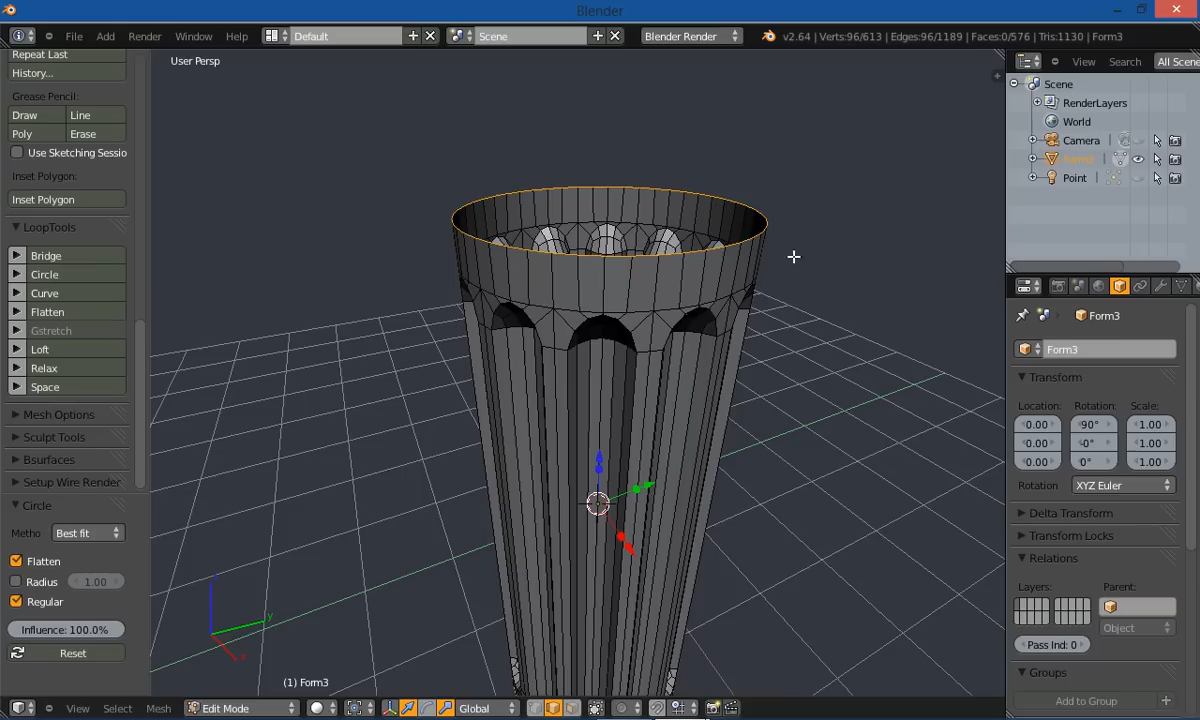 Blender
File Add Render Window Help Default Scene Blender Render v2.64 | Verts:96/613 | Edges:96/1189 | Faces:0/576 | Tris:1130 | Form3
Repeat Last
History...
Grease Pencil:
Draw Line
Poly Erase
Use Sketching Sessio
Inset Polygon:
Inset Polygon
LoopTools
Bridge
Circle
Curve
Flatten
Gstretch
Loft
Relax
Space
Mesh Options
Sculpt Tools
Bsurfaces
Setup Wire Render
Circle
Metho Best fit
Flatten
Radius 1.00
Regular
Influence: 100.0%
Reset
User Persp
y
x
(1) Form3
View Select Mesh Edit Mode Global
View Search All Scene
Scene
RenderLayers
World
Camera
Form3
Point
Form3
Form3
Transform
Location: Rotation: Scale:
0.00 90° 1.00
0.00 -0° 1.00
0.00 0° 1.00
Rotation XYZ Euler
Delta Transform
Transform Locks
Relations
Layers: Parent:
Object
Pass Ind: 0
Groups
Add to Group